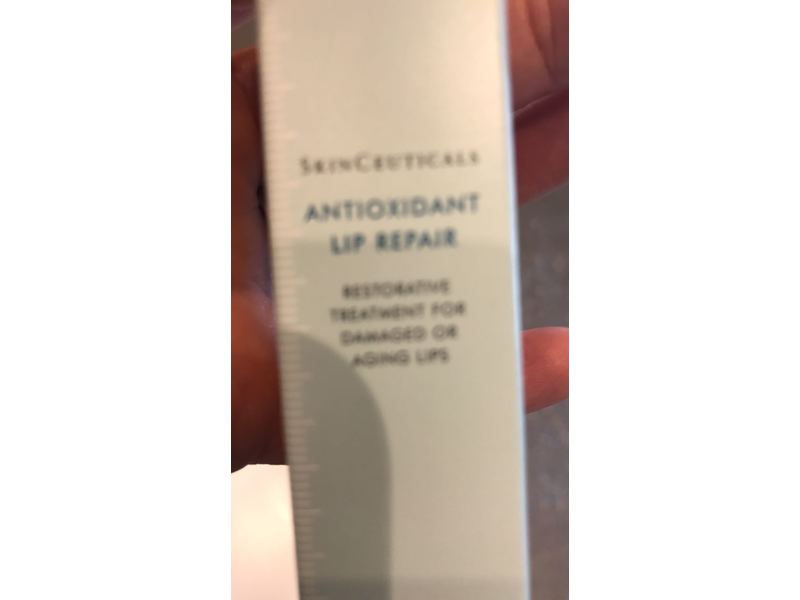 SKINCEUTICALS
ANTIOXIDANT
LIP REPAIR
RESTORATIVE
TREATMENT FOR
DAMAGED OR
AGING LIPS